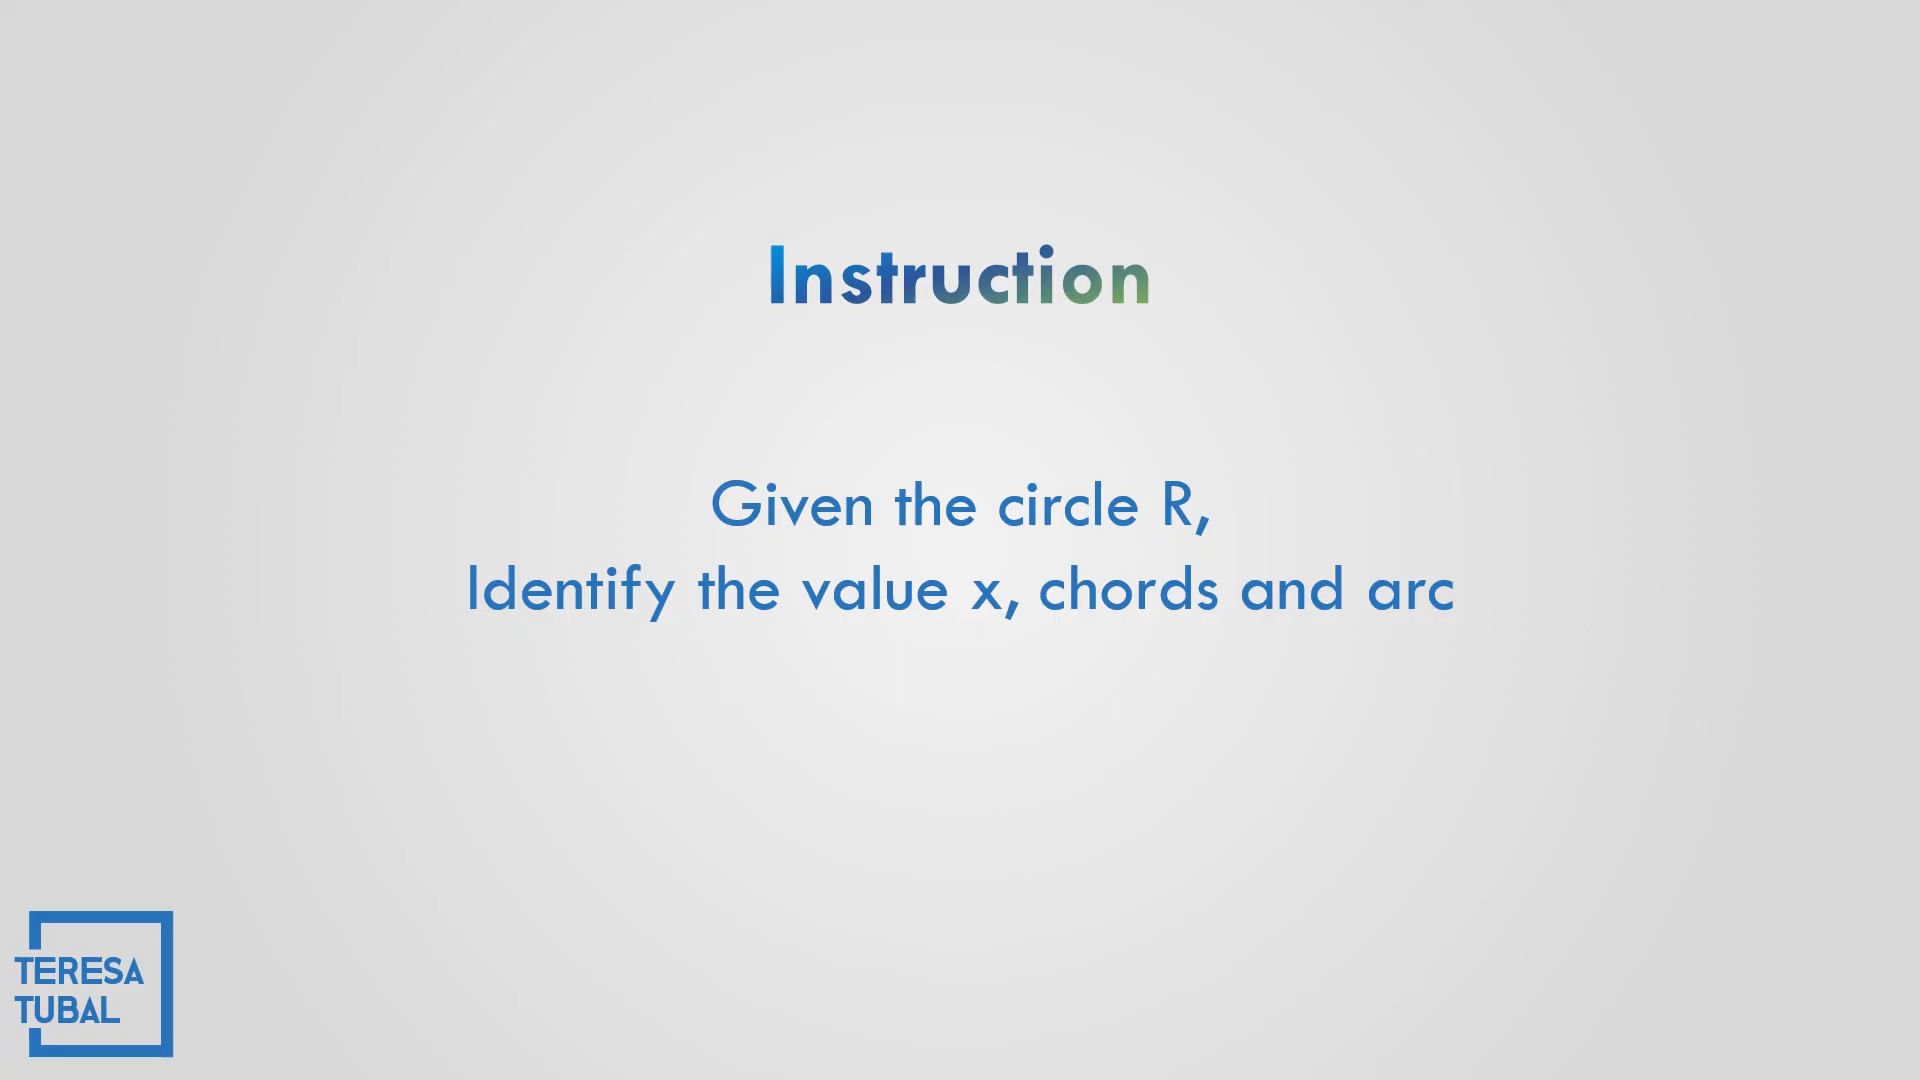 Instruction
Given the circle R,
Identify the value x, chords and arc
TERESA
TUBAL